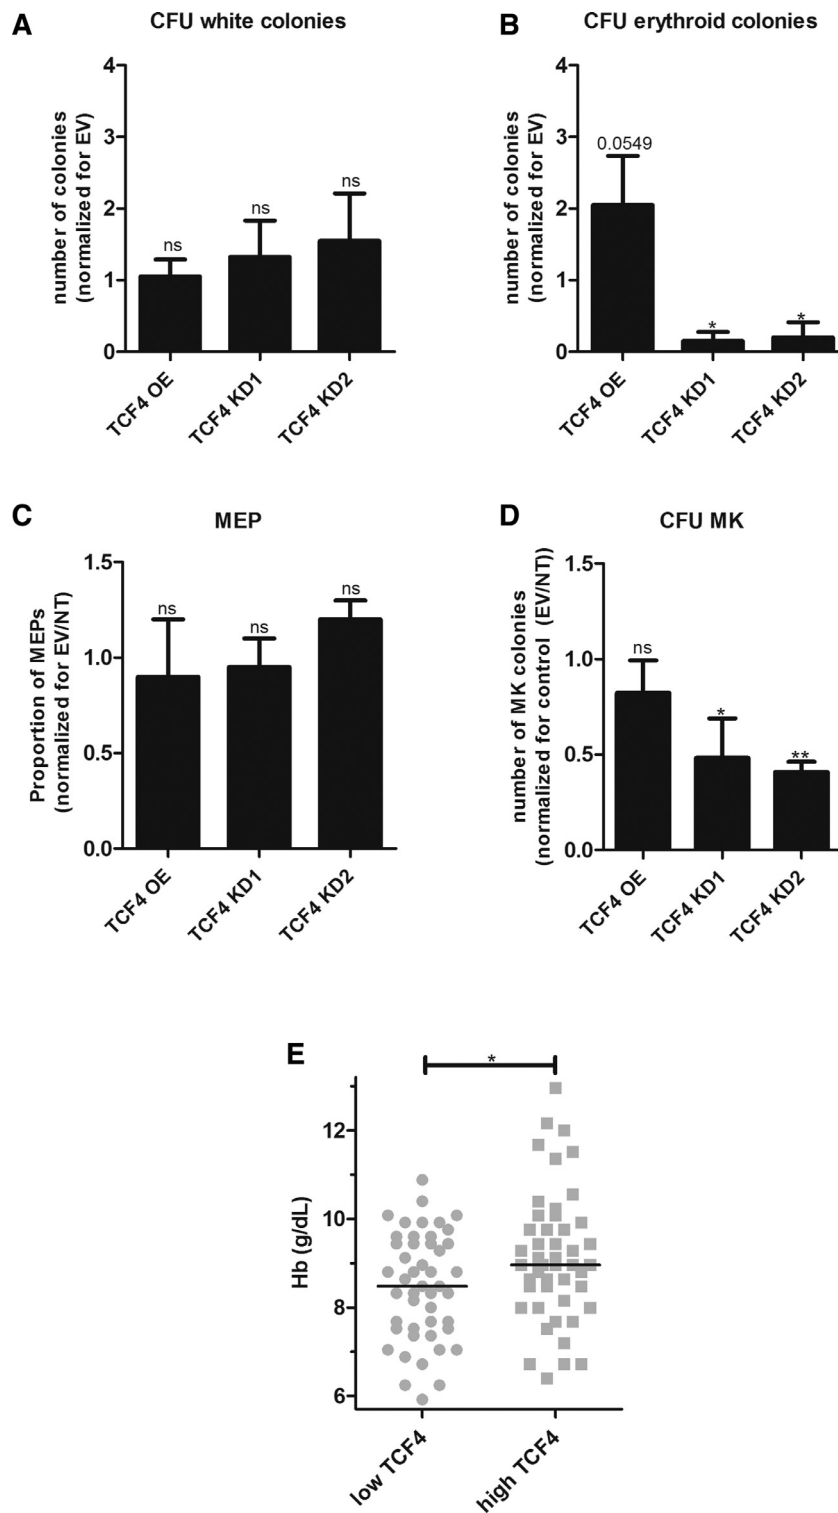 A
CFU white colonies
number of colonies
(normalized for EV)
4
3
2
1
0
ns
ns
ns
TCF4 OE
TCF4 KD1
TCF4 KD2
B
CFU erythroid colonies
number of colonies
(normalized for EV)
4
3
2
1
0
0.0549
*
*
TCF4 OE
TCF4 KD1
TCF4 KD2
C
MEP
Proportion of MEPs
(normalized for EV/NT)
1.5
1.0
0.5
0.0
ns
ns
ns
TCF4 OE
TCF4 KD1
TCF4 KD2
D
CFU MK
number of MK colonies
(normalized for control (EV/NT))
1.5
1.0
0.5
0.0
ns
*
**
TCF4 OE
TCF4 KD1
TCF4 KD2
E
*
Hb (g/dL)
12
10
8
6
low TCF4
high TCF4